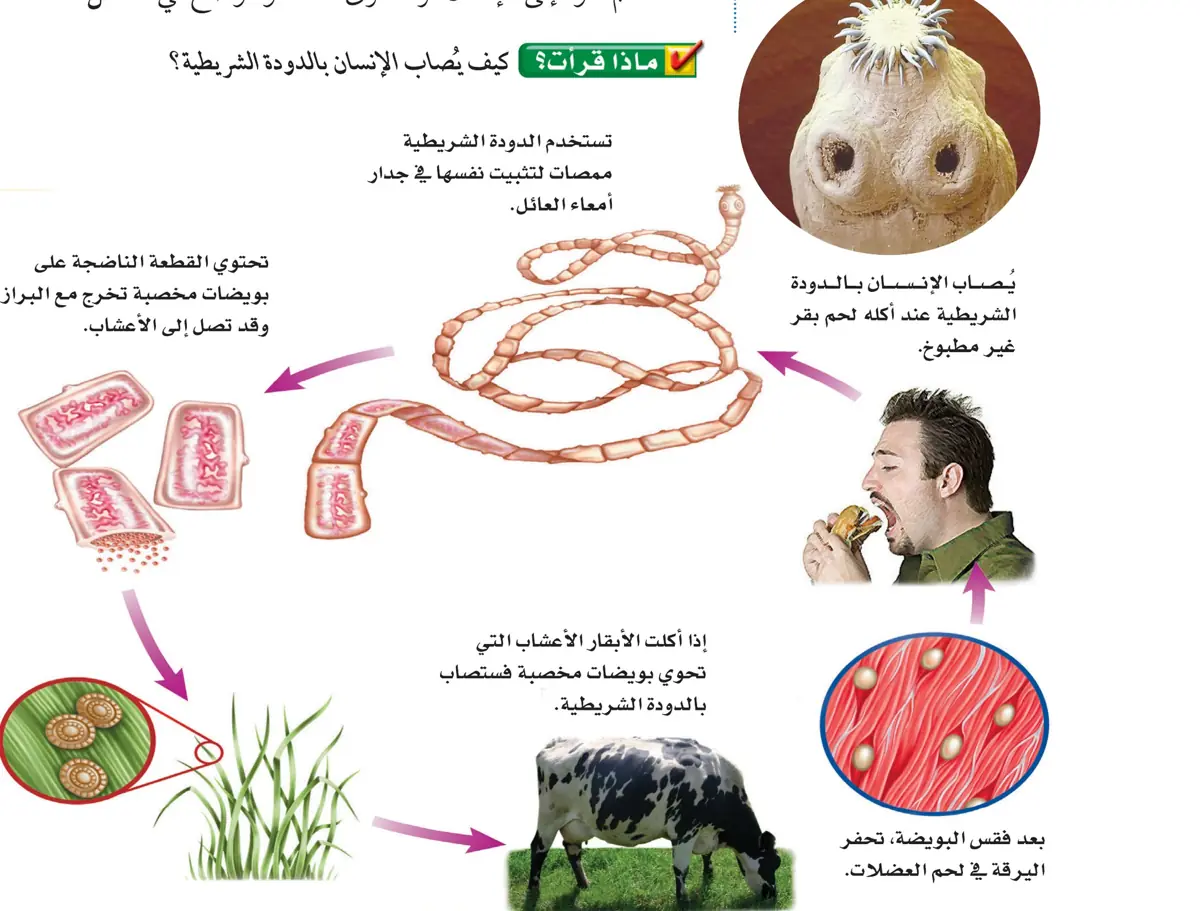 ماذا قرأت؟ كيف يُصاب الإنسان بالدودة الشريطية؟
تستخدم الدودة الشريطية
ممصات لتثبيت نفسها في جدار
أمعاء العائل.
يُصاب الإنسان بالدودة
الشريطية عند أكله لحم بقر
غير مطبوخ.
تحتوي القطعة الناضجة على
بويضات مخصبة تخرج مع البراز
وقد تصل إلى الأعشاب.
إذا أكلت الأبقار الأعشاب التي
تحوي بويضات مخصبة فستصاب
بالدودة الشريطية.
بعد فقس البويضة، تحفر
اليرقة في لحم العضلات.